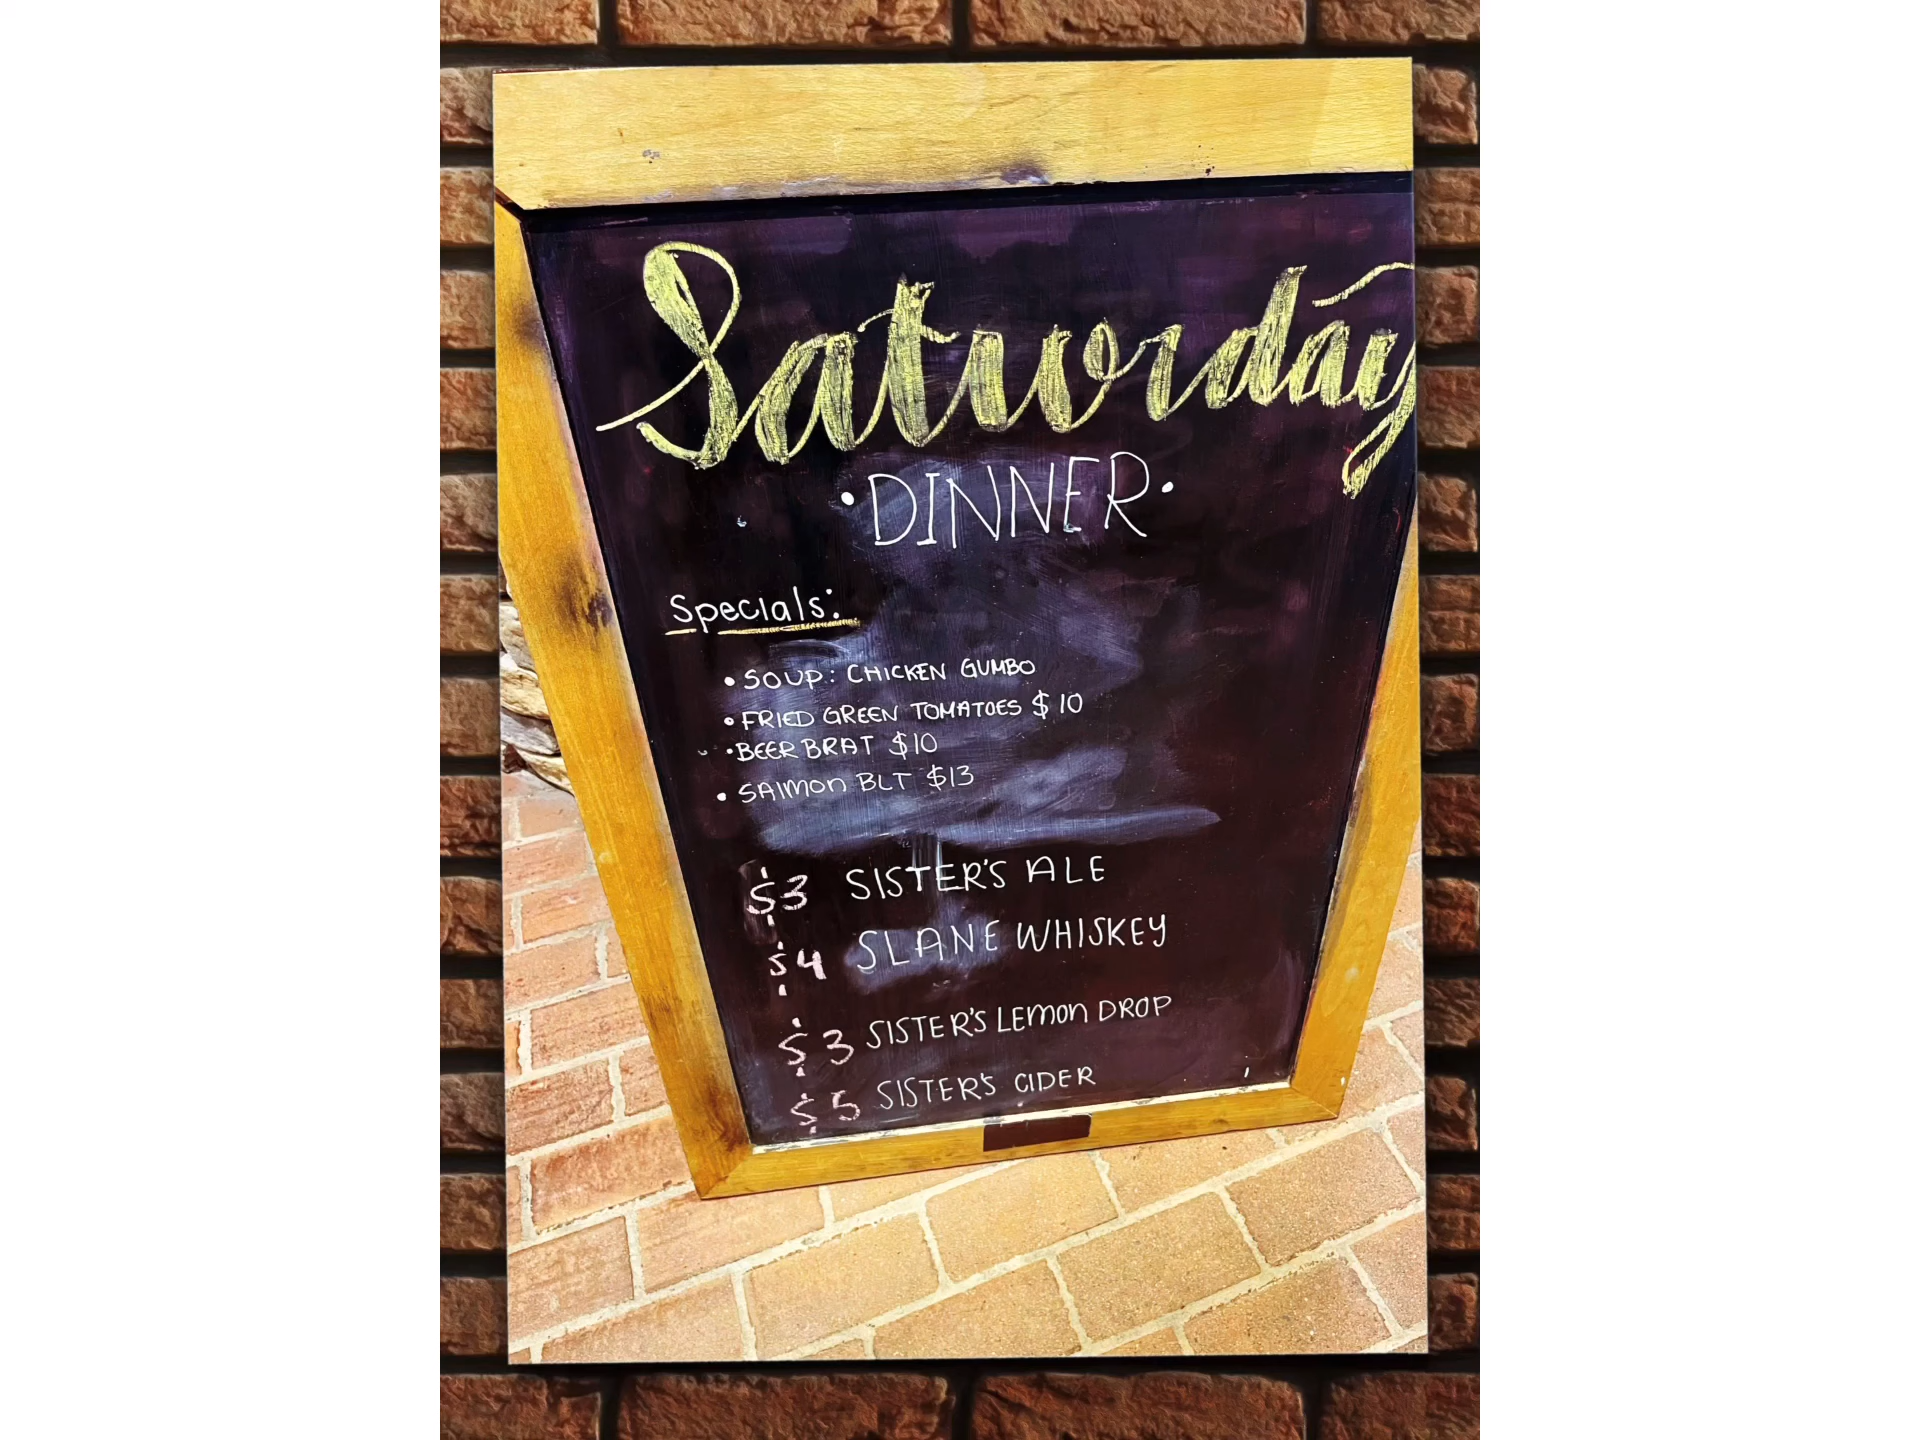 Saturday
•DINNER•
Specials:
• SOUP: CHICKEN GUMBO
• FRIED GREEN TOMATOES $10
• BEER BRAT $10
• SAlmon BLT $13
$3 SISTER'S ALE
$4 SLANE WHISKEY
$3 SISTER'S LEmon DROP
$5 SISTER'S CIDER